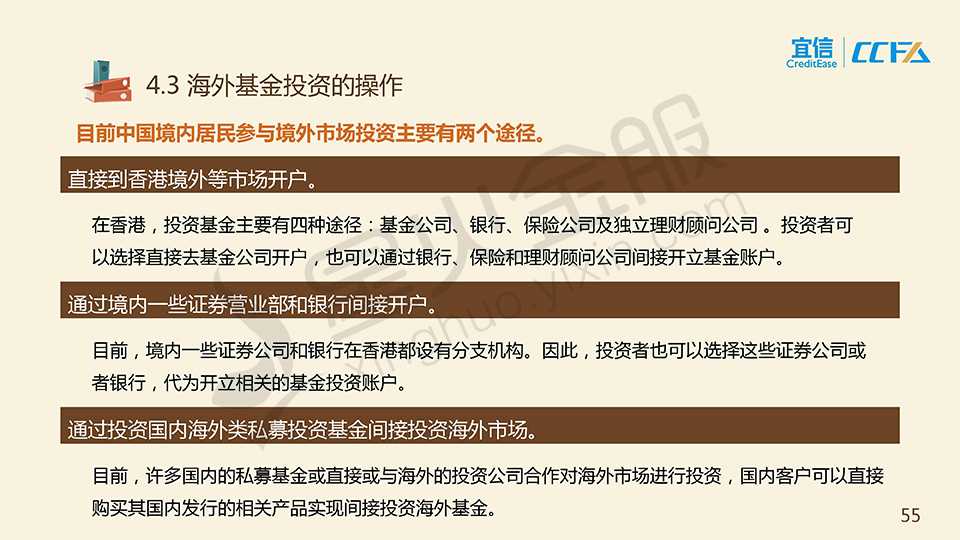 宜信
CreditEase
CCFA
4.3 海外基金投资的操作
目前中国境内居民参与境外市场投资主要有两个途径。
直接到香港境外等市场开户。
在香港，投资基金主要有四种途径：基金公司、银行、保险公司及独立理财顾问公司 。投资者可
以选择直接去基金公司开户，也可以通过银行、保险和理财顾问公司间接开立基金账户。
通过境内一些证券营业部和银行间接开户。
目前，境内一些证券公司和银行在香港都设有分支机构。因此，投资者也可以选择这些证券公司或
者银行，代为开立相关的基金投资账户。
通过投资国内海外类私募投资基金间接投资海外市场。
目前，许多国内的私募基金或直接或与海外的投资公司合作对海外市场进行投资，国内客户可以直接
购买其国内发行的相关产品实现间接投资海外基金。
星火金服
xinghuo.yixin.com
55